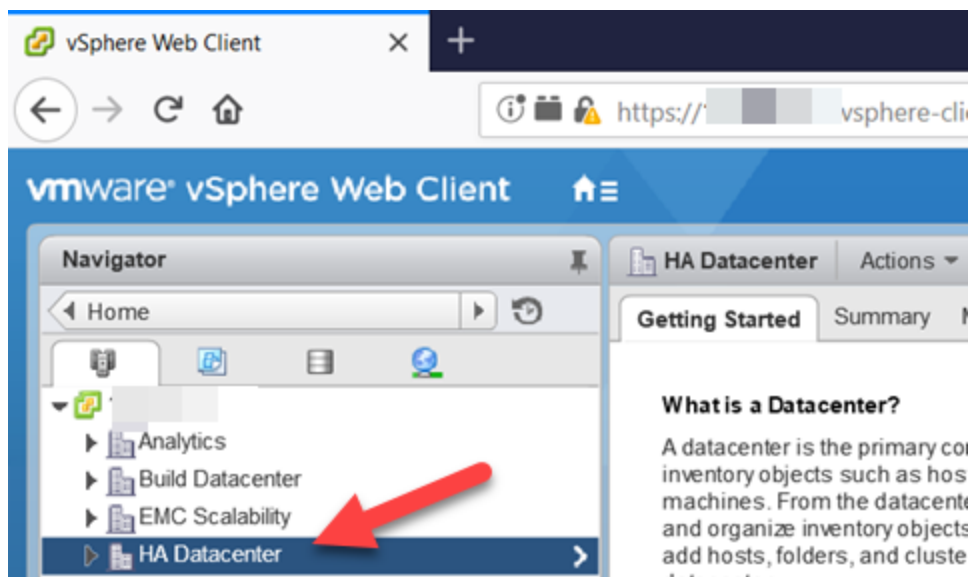 vSphere Web Client
https://
vsphere-cli
vmware® vSphere Web Client
Navigator
Home
Analytics
Build Datacenter
EMC Scalability
HA Datacenter
HA Datacenter
Actions
Getting Started
Summary
What is a Datacenter?
A datacenter is the primary co
inventory objects such as hos
machines. From the datacente
and organize inventory objects
add hosts, folders, and cluste